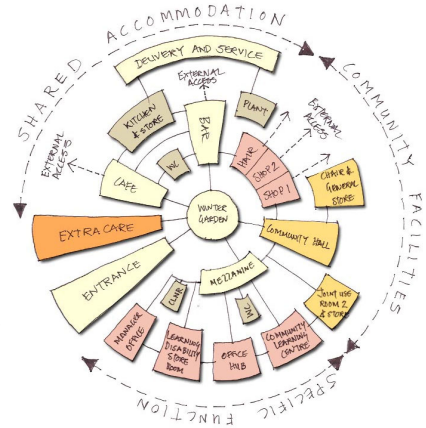 SHARED ACCOMMODATION
COMMUNITY FACILITIES
SPECIFIC FUNCTION
DELIVERY AND SERVICE
EXTERNAL
ACCESS
KITCHEN
& STORE
BAR
PLANT
EXTERNAL
ACCESS
WC
HAIR
SHOP 2
SHOP 1
EXTERNAL
ACCESS
CAFE
CHAIR &
GENERAL
STORE
WINTER
GARDEN
EXTRA CARE
COMMUNITY HALL
ENTRANCE
MEZZANINE
CLNR
WC
JOINT USE
ROOM 2
& STORE
MANAGER
OFFICE
LEARNING
DISABILITY
STORE
ROOM
OFFICE
HUB
COMMUNITY
LEARNING
CENTRE